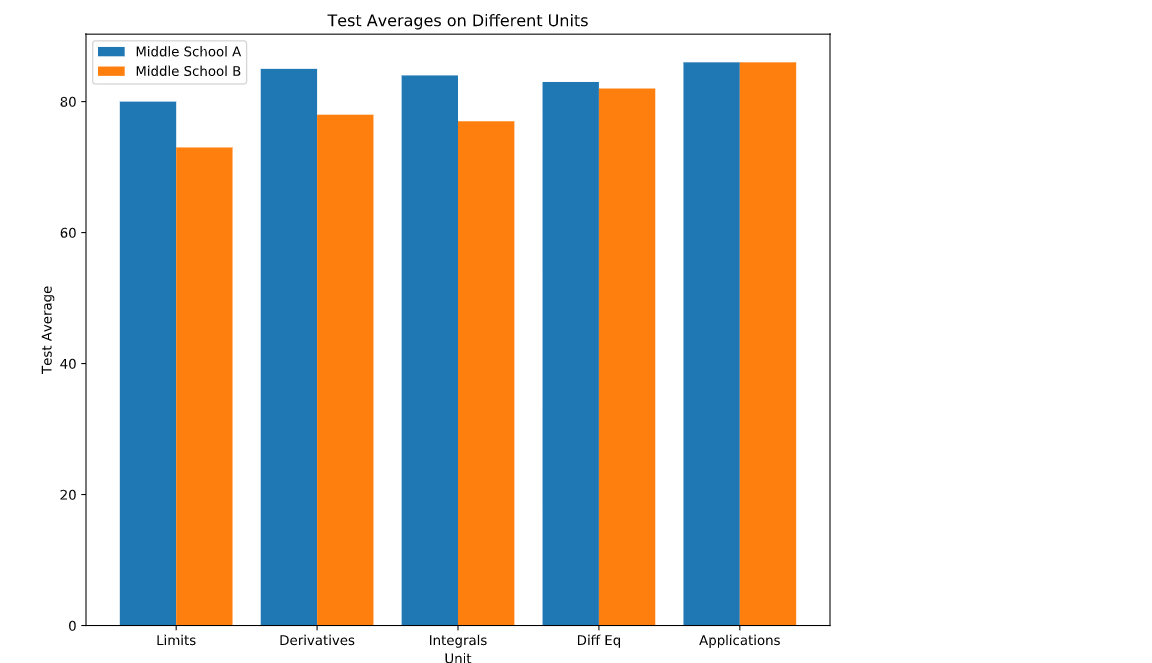 Test Averages on Different Units
Middle School A
Middle School B
80
60
40
20
0
Test Average
Limits Derivatives Integrals Diff Eq Applications
Unit